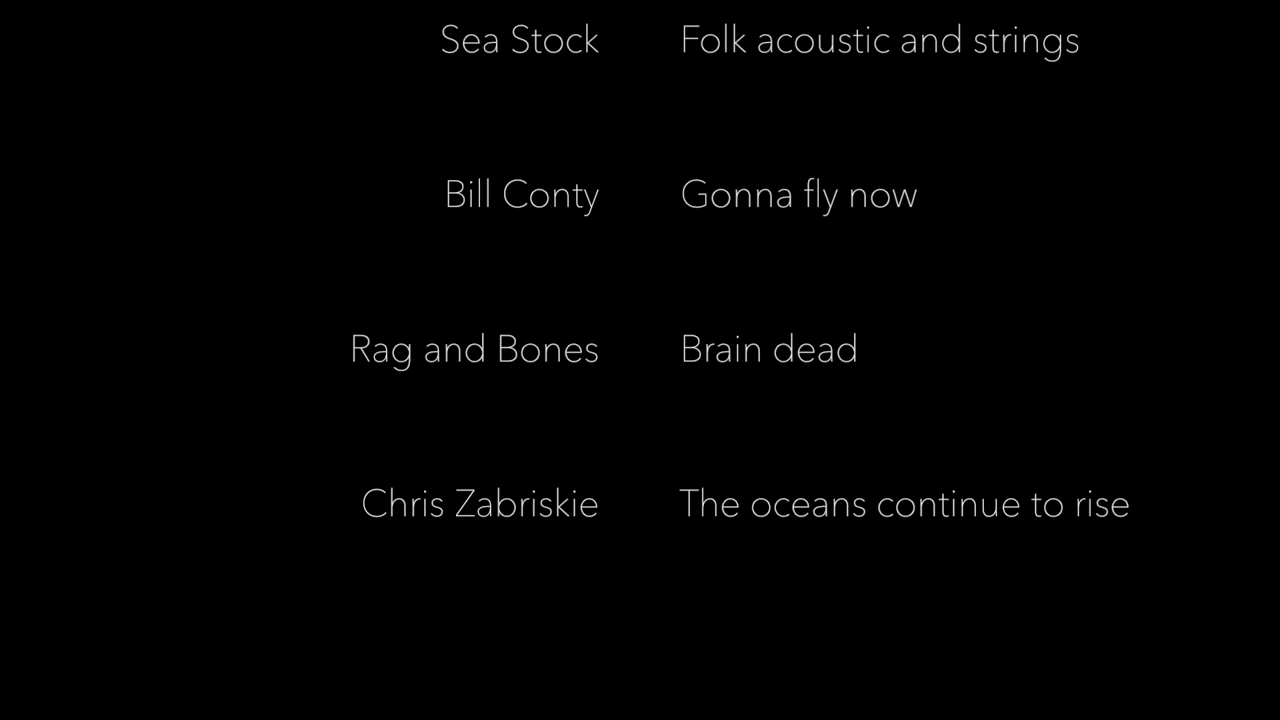 Sea Stock Folk acoustic and strings
Bill Conty Gonna fly now
Rag and Bones Brain dead
Chris Zabriskie The oceans continue to rise